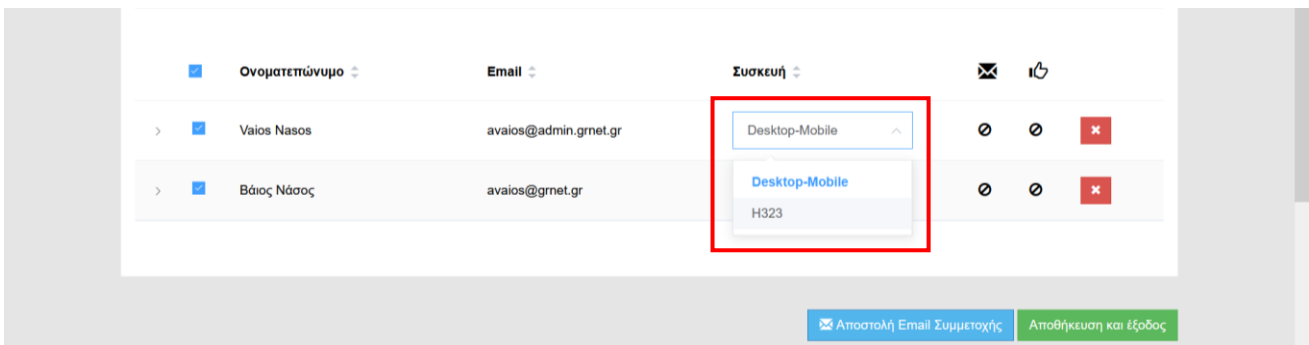 Ονοματεπώνυμο Email Συσκευή
Vaios Nasos avaios@admin.grnet.gr Desktop-Mobile
Desktop-Mobile
Βάιος Νάσος avaios@grnet.gr
H323
Αποστολή Email Συμμετοχής Αποθήκευση και έξοδος